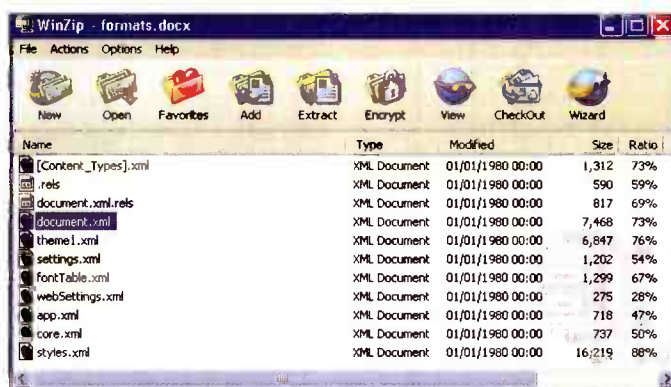 WinZip - formats.docx
File Actions Options Help
New Open Favorites Add Extract Encrypt View CheckOut Wizard
Name Type Modified Size Ratio
[Content_Types].xml XML Document 01/01/1980 00:00 1,312 73%
.rels XML Document 01/01/1980 00:00 590 59%
document.xml.rels XML Document 01/01/1980 00:00 817 69%
document.xml XML Document 01/01/1980 00:00 7,468 73%
theme1.xml XML Document 01/01/1980 00:00 6,847 76%
settings.xml XML Document 01/01/1980 00:00 1,202 54%
fontTable.xml XML Document 01/01/1980 00:00 1,299 67%
webSettings.xml XML Document 01/01/1980 00:00 275 28%
app.xml XML Document 01/01/1980 00:00 718 47%
core.xml XML Document 01/01/1980 00:00 737 50%
styles.xml XML Document 01/01/1980 00:00 16,219 88%